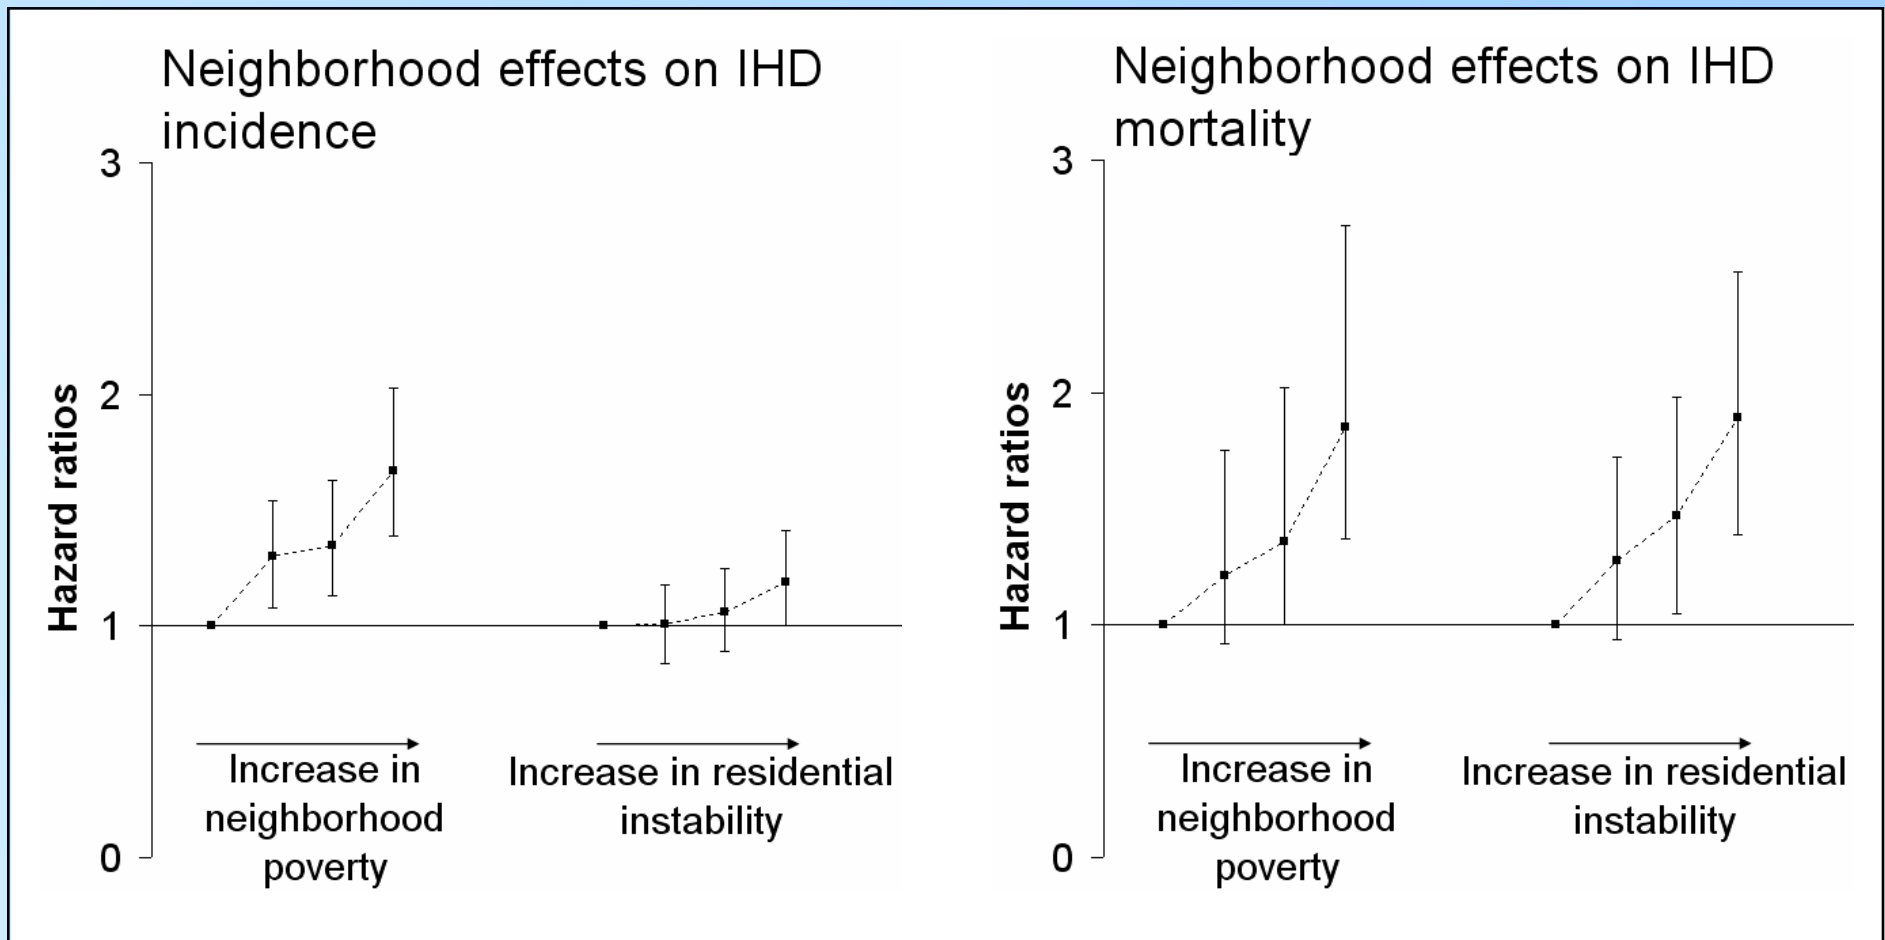 Neighborhood effects on IHD
incidence
3
2
1
0
Hazard ratios
Increase in
neighborhood
poverty
Increase in residential
instability
Neighborhood effects on IHD
mortality
3
2
1
0
Hazard ratios
Increase in
neighborhood
poverty
Increase in residential
instability